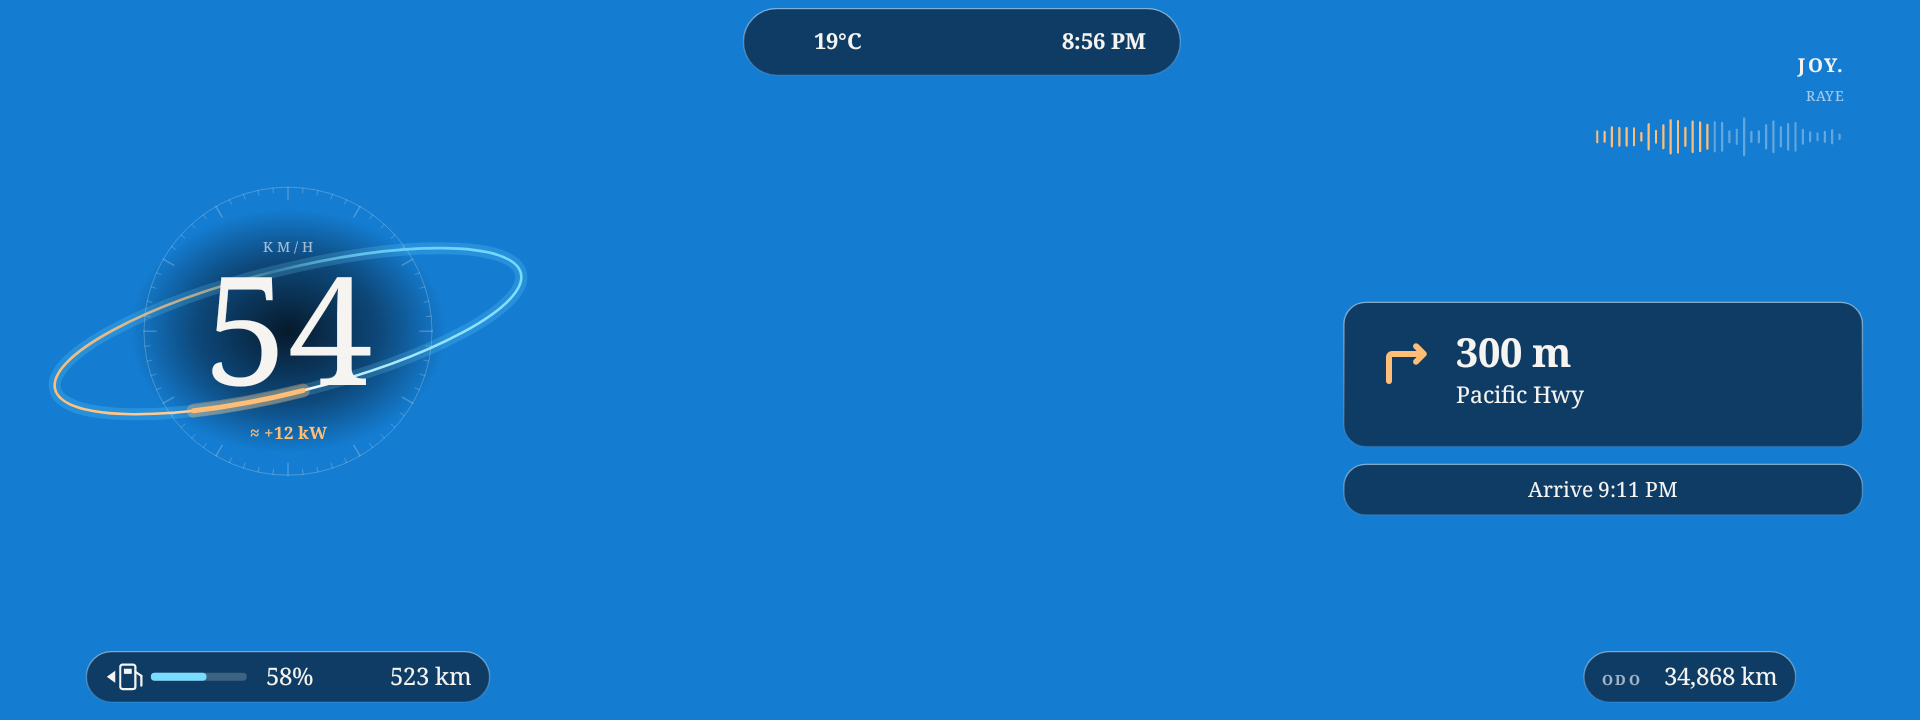 19°C
8:56 PM
JOY.
RAYE
KM/H
54
≈ +12 kW
300 m
Pacific Hwy
Arrive 9:11 PM
58%
523 km
ODO
34,868 km